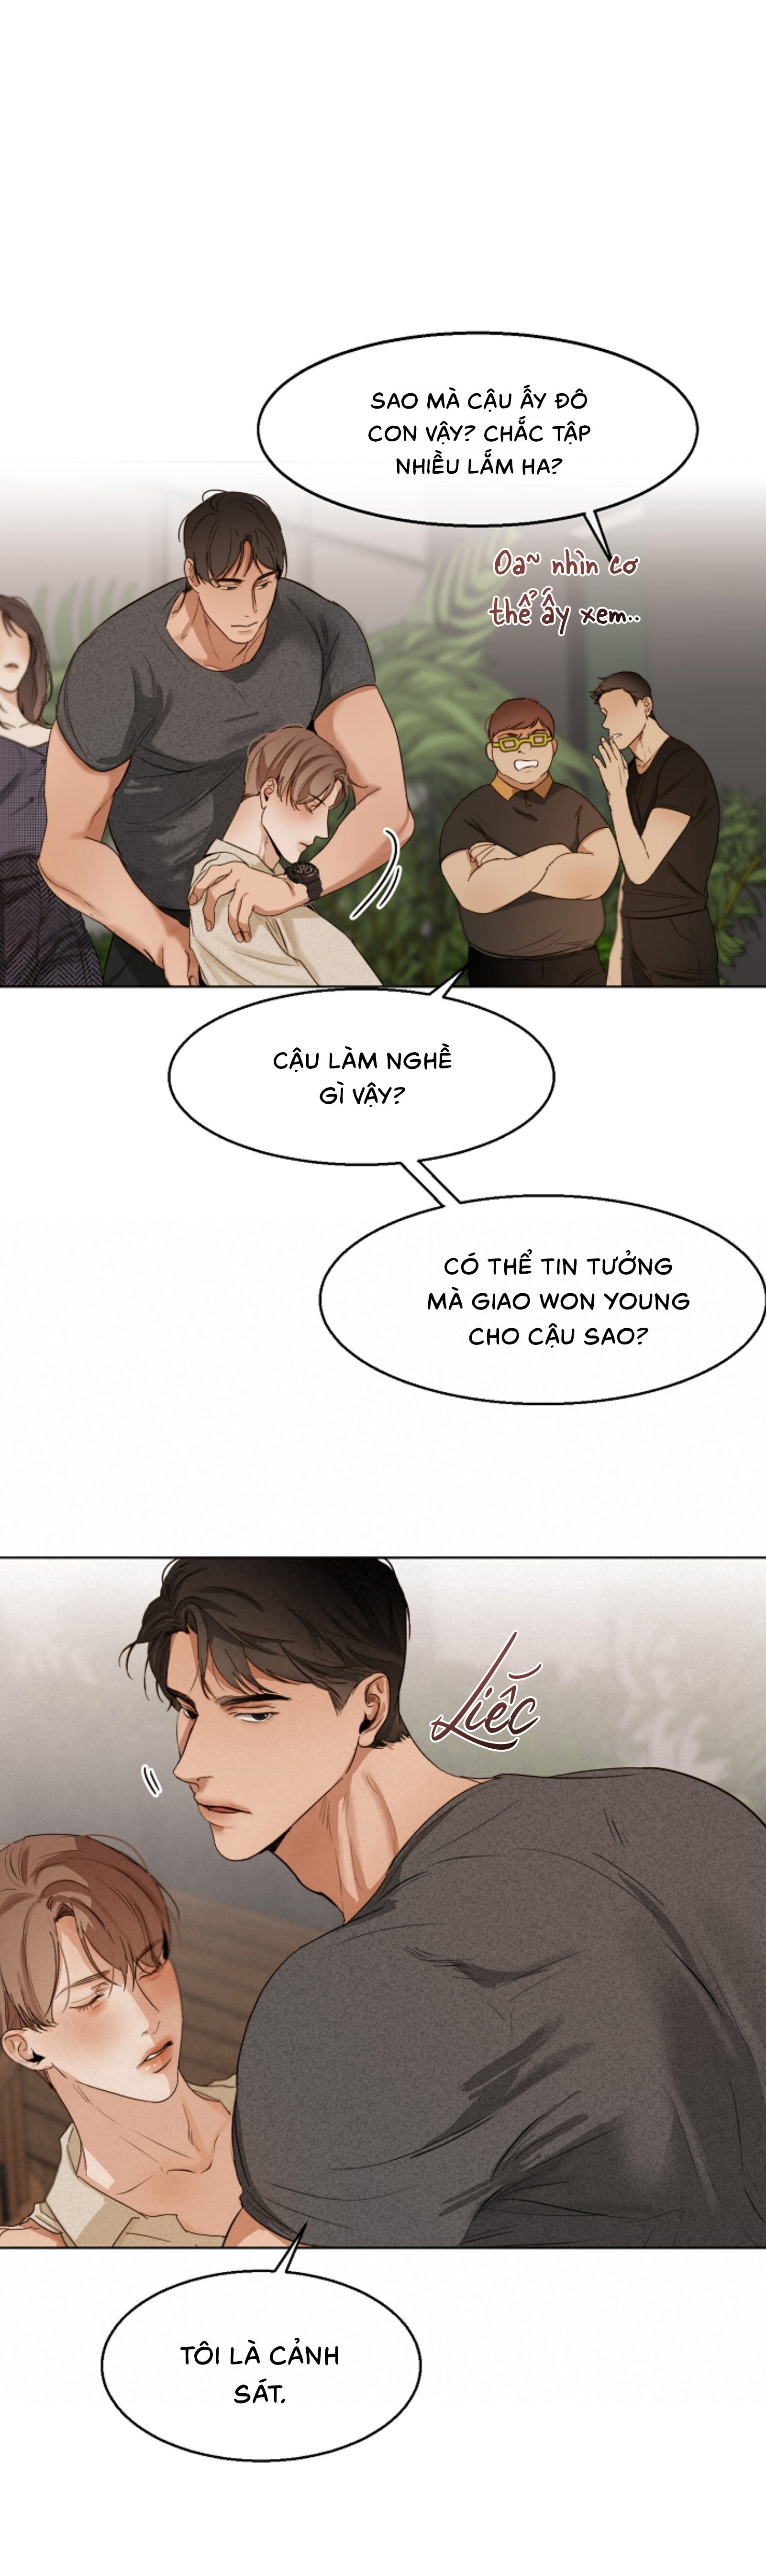 SAO MÀ CẬU ẤY ĐÔ
CON VẬY? CHẮC TẬP
NHIỀU LẮM HA?
Oa~ nhìn cơ
thể ấy xem..
CẬU LÀM NGHỀ
GÌ VẬY?
CÓ THỂ TIN TƯỞNG
MÀ GIAO WON YOUNG
CHO CẬU SAO?
Liếc
TÔI LÀ CẢNH
SÁT.